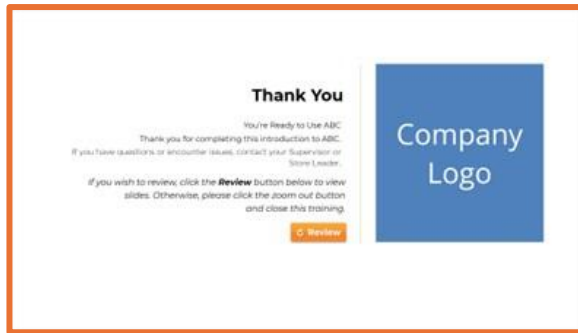 Thank You
You're Ready to Use ABC
Thank you for completing this introduction to ABC.
If you have questions or encounter issues, contact your Supervisor or
Store Leader.
If you wish to review, click the Review button below to view
slides. Otherwise, please click the zoom out button
and close this training.
Review
Company
Logo